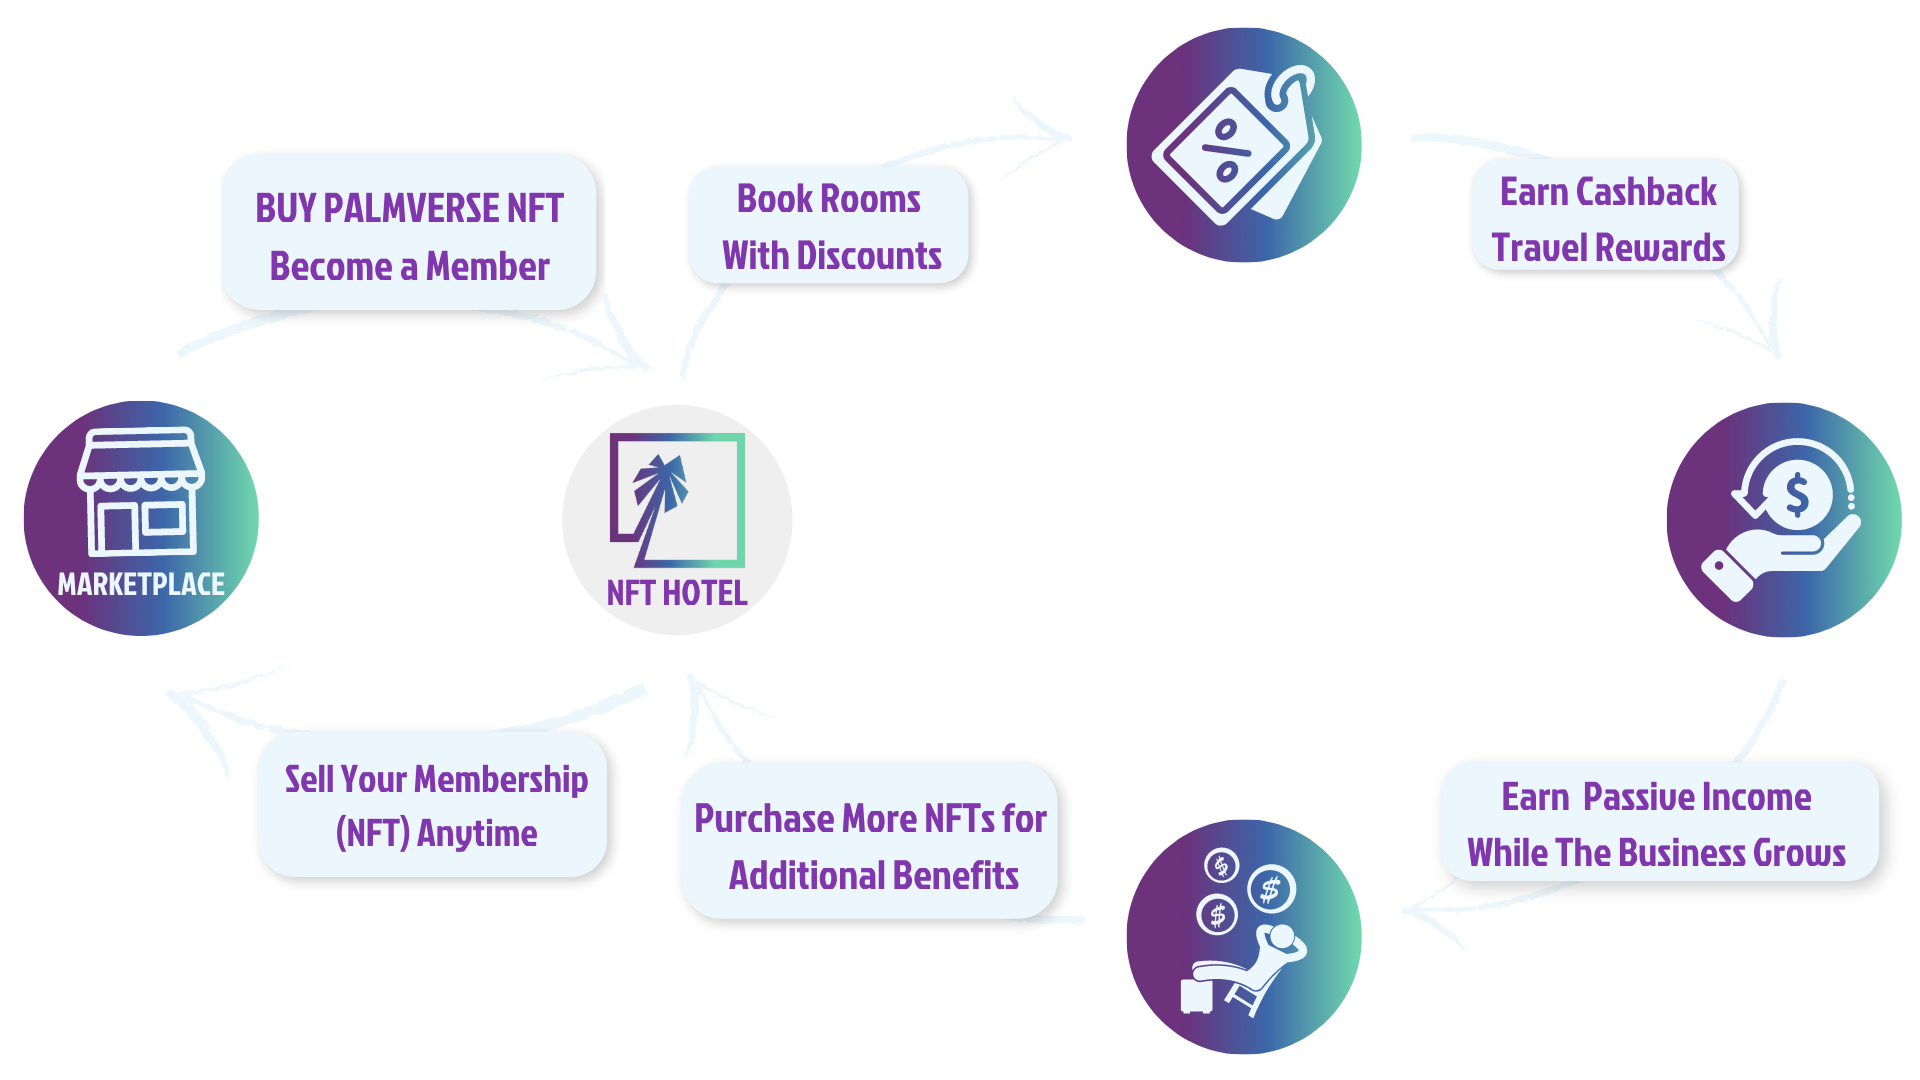 BUY PALMVERSE NFT
Become a Member
Book Rooms
With Discounts
%
Earn Cashback
Travel Rewards
MARKETPLACE
NFT HOTEL
$
Sell Your Membership
(NFT) Anytime
Purchase More NFTs for
Additional Benefits
Earn Passive Income
While The Business Grows
$
$
$